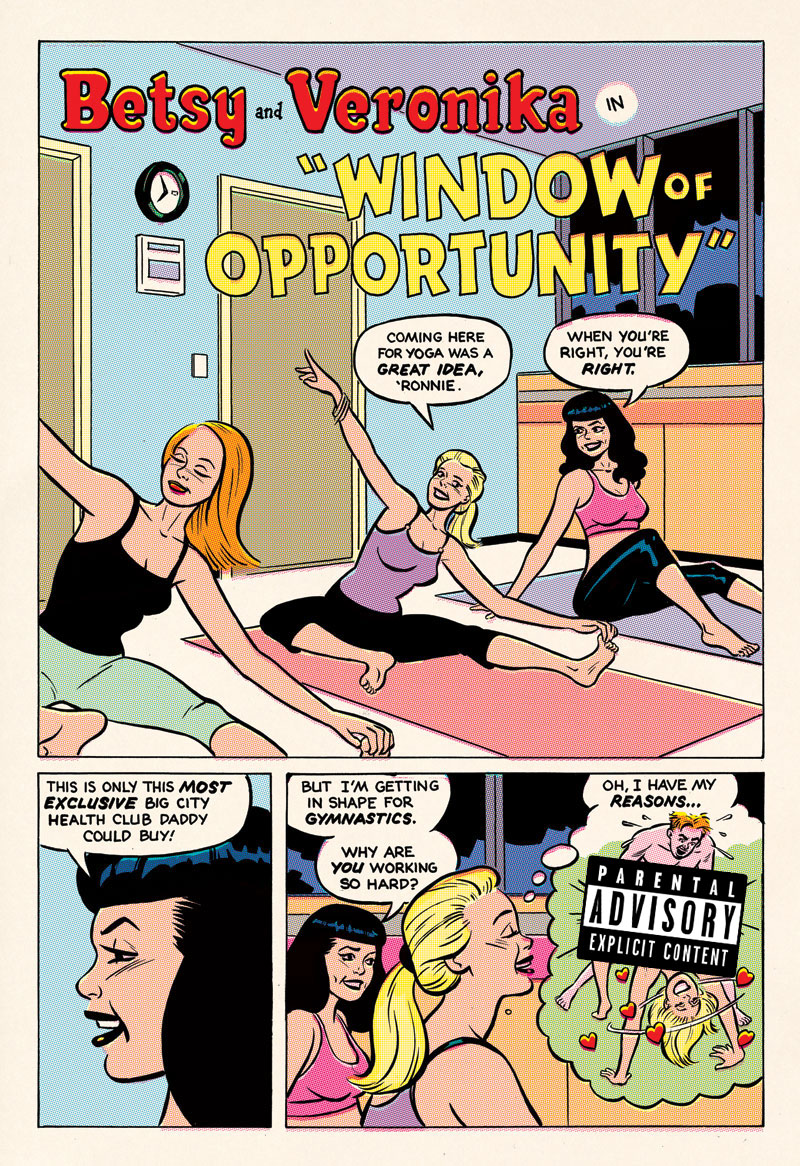 Betsy and Veronika IN
"WINDOW OF
OPPORTUNITY"
COMING HERE
FOR YOGA WAS A
GREAT IDEA,
'RONNIE.
WHEN YOU'RE
RIGHT, YOU'RE
RIGHT.
THIS IS ONLY THIS MOST
EXCLUSIVE BIG CITY
HEALTH CLUB DADDY
COULD BUY!
BUT I'M GETTING
IN SHAPE FOR
GYMNASTICS.
WHY ARE
YOU WORKING
SO HARD?
OH, I HAVE MY
REASONS...
PARENTAL
ADVISORY
EXPLICIT CONTENT